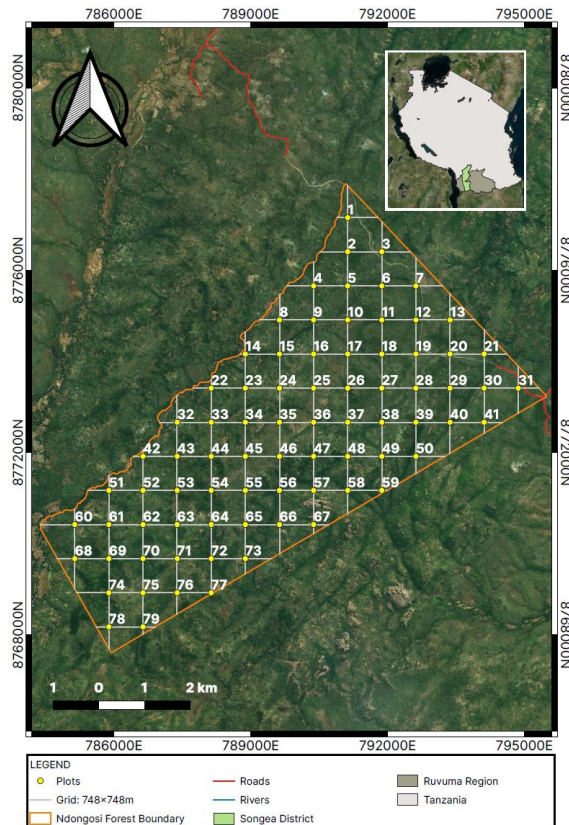 786000E 789000E 792000E 795000E
8780000N 8780000N
1
2 3
8776000N 8776000N
4 5 6 7
8 9 10 11 12 13
14 15 16 17 18 19 20 21
22 23 24 25 26 27 28 29 30 31
32 33 34 35 36 37 38 39 40 41
8772000N 8772000N
42 43 44 45 46 47 48 49 50
51 52 53 54 55 56 57 58 59
60 61 62 63 64 65 66 67
68 69 70 71 72 73
74 75 76 77
8768000N 8768000N
78 79
1 0 1 2 km
786000E 789000E 792000E 795000E
LEGEND
Plots Roads Ruvuma Region
Grid: 748×748m Rivers Tanzania
Ndongosi Forest Boundary Songea District